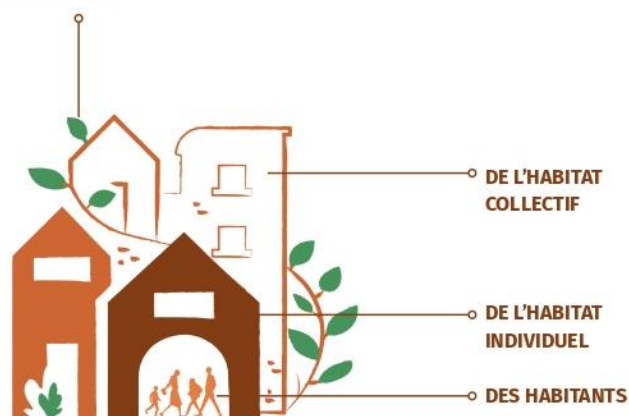 DE L'HABITAT
COLLECTIF
DE L'HABITAT
INDIVIDUEL
DES HABITANTS